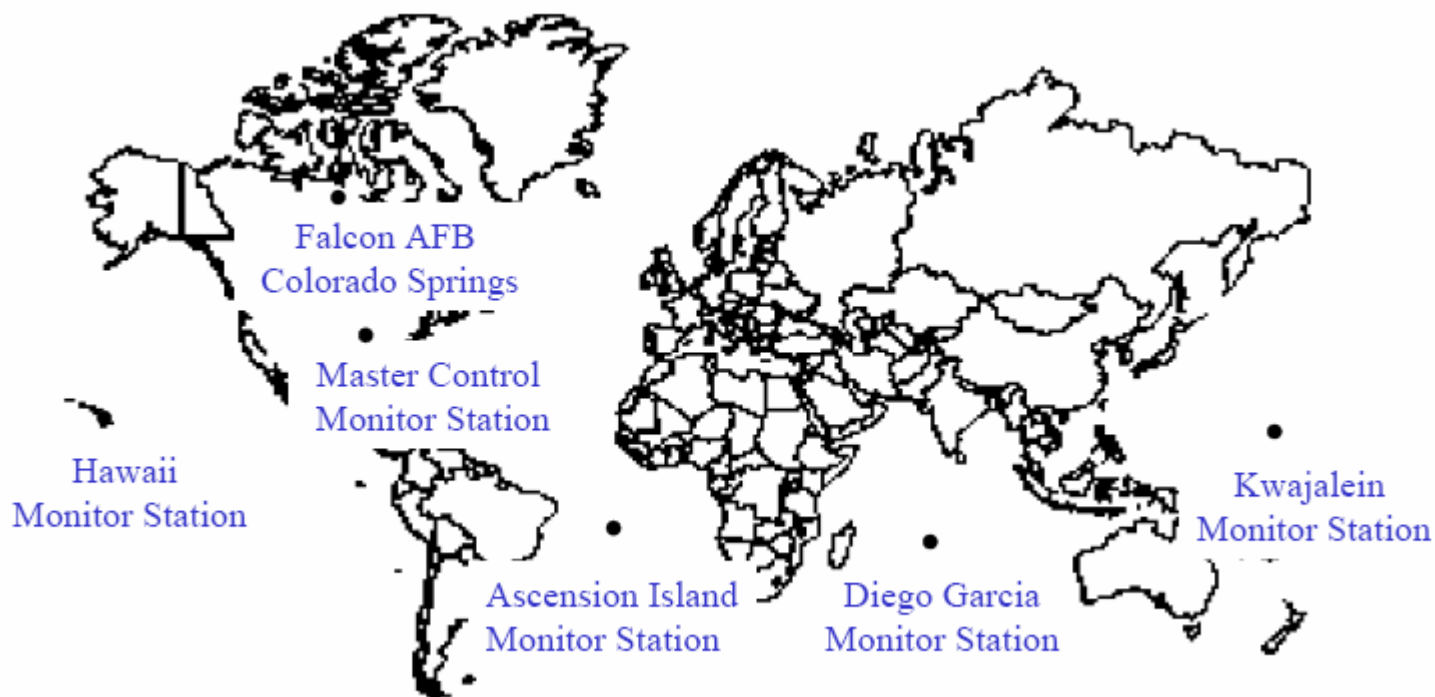 Falcon AFB
Colorado Springs
Master Control
Monitor Station
Hawaii
Monitor Station
Ascension Island
Monitor Station
Diego Garcia
Monitor Station
Kwajalein
Monitor Station